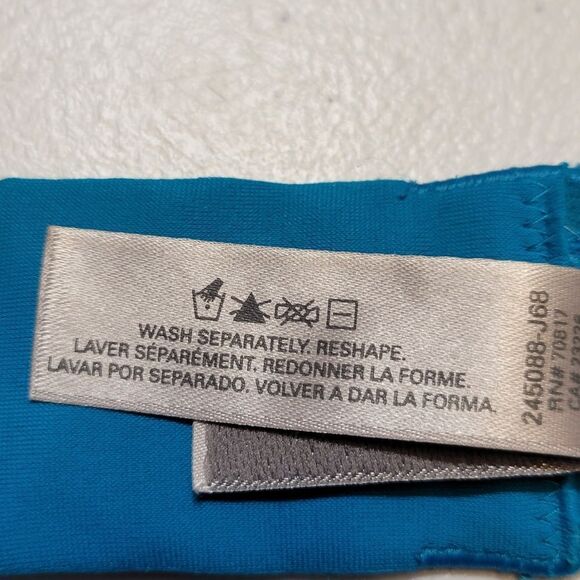 WASH SEPARATELY. RESHAPE.
LAVER SÉPARÉMENT. REDONNER LA FORME.
LAVAR POR SEPARADO. VOLVER A DAR LA FORMA.
245088-J68
RN# 70817